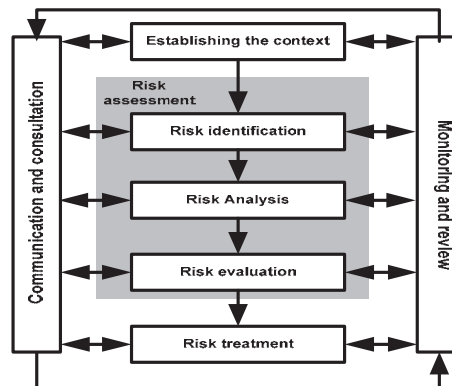 Establishing the context
Risk
assessment
Risk identification
Risk Analysis
Risk evaluation
Risk treatment
Communication and consultation
Monitoring and review